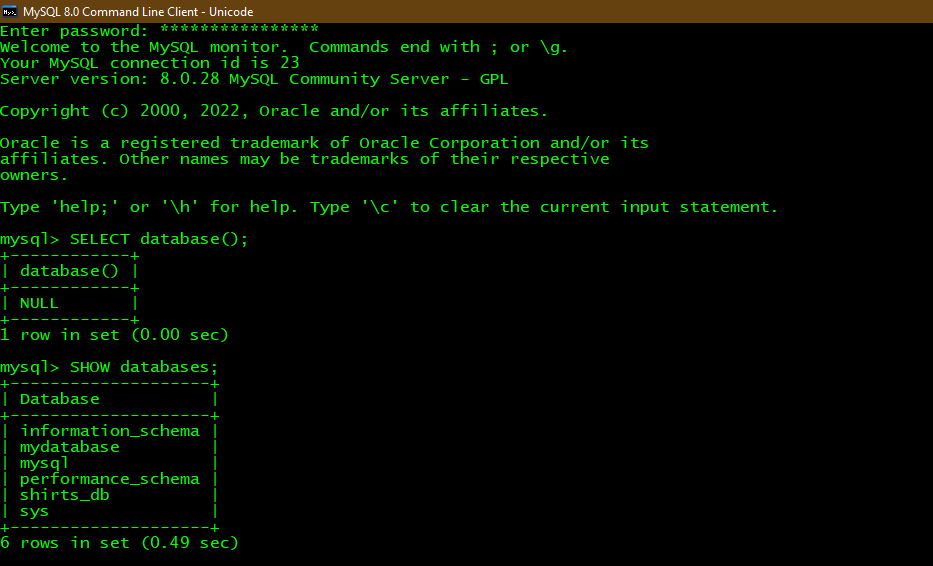 MySQL 8.0 Command Line Client - Unicode
Enter password: ****************
Welcome to the MySQL monitor.  Commands end with ; or \g.
Your MySQL connection id is 23
Server version: 8.0.28 MySQL Community Server - GPL

Copyright (c) 2000, 2022, Oracle and/or its affiliates.

Oracle is a registered trademark of Oracle Corporation and/or its
affiliates. Other names may be trademarks of their respective
owners.

Type 'help;' or '\h' for help. Type '\c' to clear the current input statement.

mysql> SELECT database();
+------------+
| database() |
+------------+
| NULL       |
+------------+
1 row in set (0.00 sec)

mysql> SHOW databases;
+--------------------+
| Database           |
+--------------------+
| information_schema |
| mydatabase         |
| mysql              |
| performance_schema |
| shirts_db          |
| sys                |
+--------------------+
6 rows in set (0.49 sec)